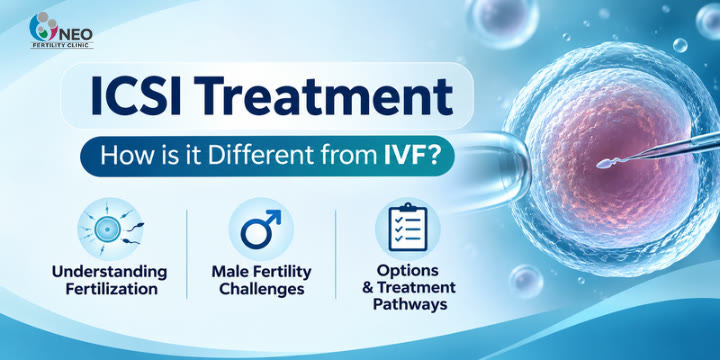 NEO
FERTILITY CLINIC
ICSI Treatment
How is it Different from IVF?
Understanding
Fertilization
Male Fertility
Challenges
Options
& Treatment
Pathways